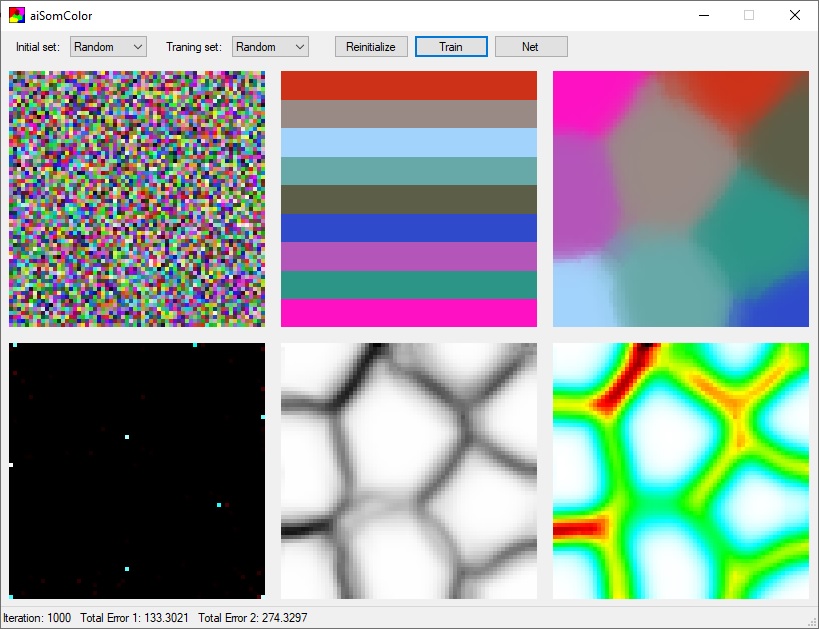 aiSomColor
Initial set: Random Traning set: Random Reinitialize Train Net
Iteration: 1000 Total Error 1: 133.3021 Total Error 2: 274.3297